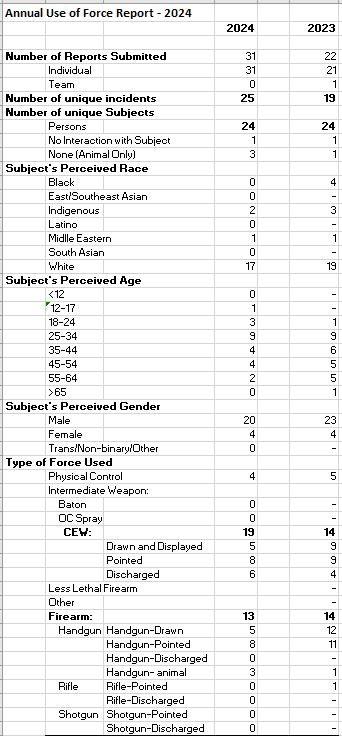 Annual Use of Force Report - 2024
2024 2023
Number of Reports Submitted 31 22
Individual 31 21
Team 0 1
Number of unique incidents 25 19
Number of unique Subjects
Persons 24 24
No Interaction with Subject 1 1
None (Animal Only) 3 1
Subject's Perceived Race
Black 0 4
East/Southeast Asian 0 -
Indigenous 2 3
Latino 0 -
Midlle Eastern 1 1
South Asian 0 -
White 17 19
Subject's Perceived Age
<12 0 -
12-17 1 -
18-24 3 1
25-34 9 9
35-44 4 6
45-54 4 5
55-64 2 5
>65 0 1
Subject's Perceived Gender
Male 20 23
Female 4 4
Trans/Non-binary/Other 0 -
Type of Force Used
Physical Control 4 5
Intermediate Weapon:
Baton 0 -
OC Spray 0 -
CEW: 19 14
Drawn and Displayed 5 9
Pointed 8 9
Discharged 6 4
Less Lethal Firearm -
Other -
Firearm: 13 14
Handgun Handgun-Drawn 5 12
Handgun-Pointed 8 11
Handgun-Discharged 0 -
Handgun- animal 3 1
Rifle Rifle-Pointed 0 1
Rifle-Discharged 0 -
Shotgun Shotgun-Pointed 0 -
Shotgun-Discharged 0 -